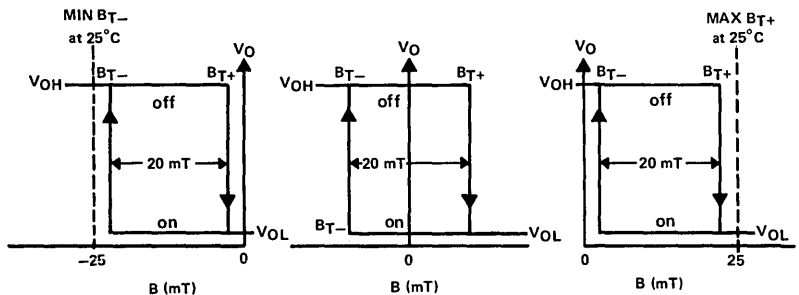 MIN BT−
at 25°C
VO
VOH
BT−
BT+
off
20 mT
on
VOL
−25
0
B (mT)
VO
VOH
BT−
BT+
off
20 mT
BT−
on
VOL
0
B (mT)
MAX BT+
at 25°C
VO
VOH
BT−
BT+
off
20 mT
on
VOL
0
25
B (mT)